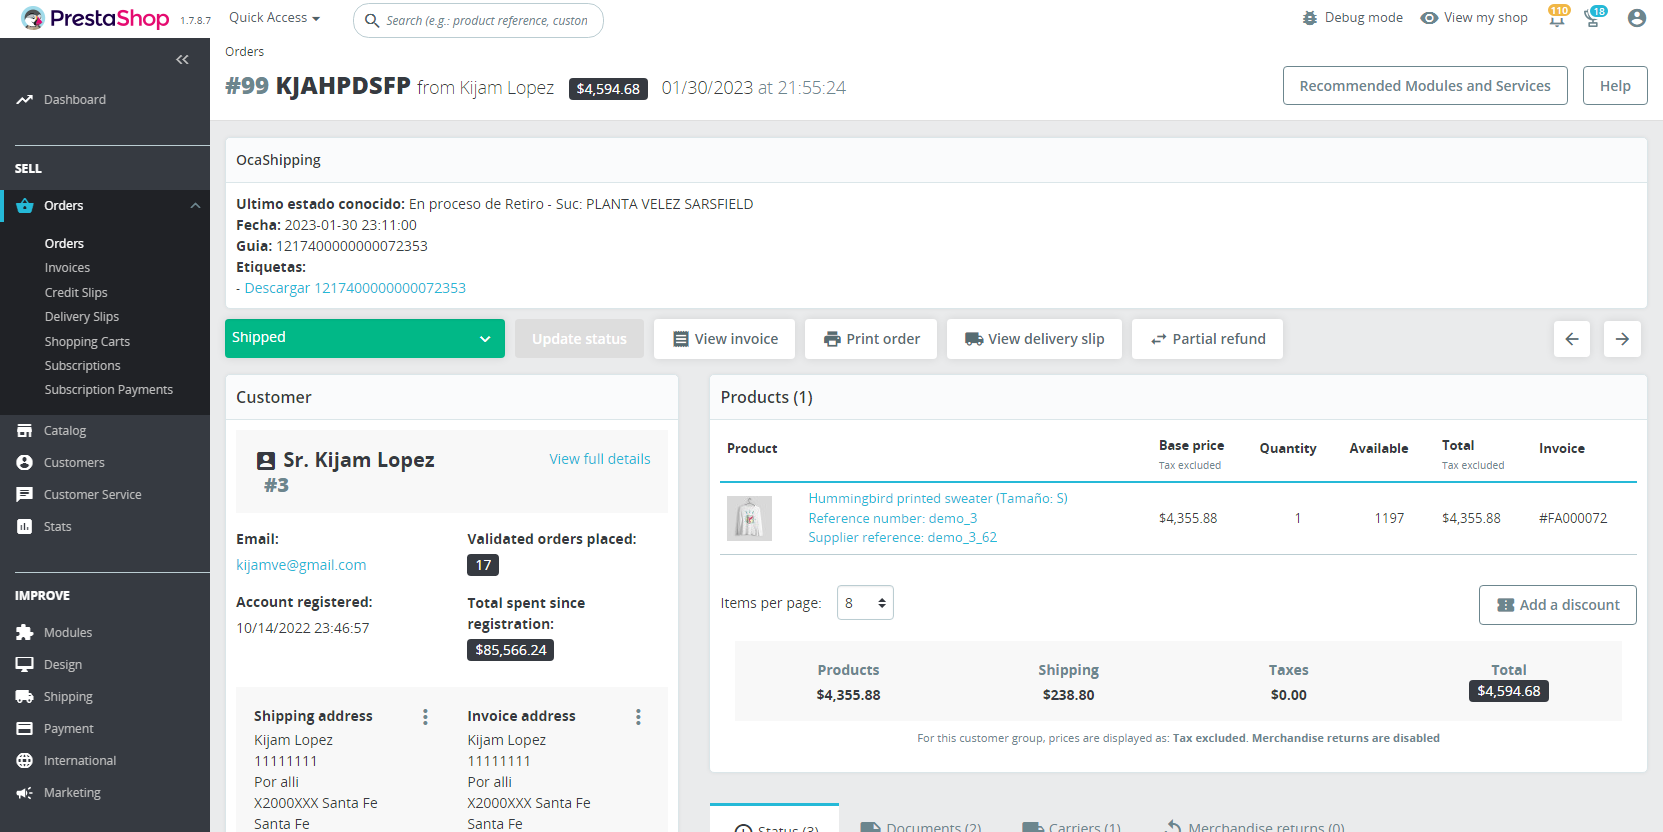 PrestaShop 1.7.8.7
Quick Access
Search (e.g.: product reference, custon
Debug mode
View my shop
110
18
Dashboard
SELL
Orders
Orders
Invoices
Credit Slips
Delivery Slips
Shopping Carts
Subscriptions
Subscription Payments
Catalog
Customers
Customer Service
Stats
IMPROVE
Modules
Design
Shipping
Payment
International
Marketing
Orders
#99 KJAHPDSFP from Kijam Lopez $4,594.68 01/30/2023 at 21:55:24
Recommended Modules and Services
Help
OcaShipping
Ultimo estado conocido: En proceso de Retiro - Suc: PLANTA VELEZ SARSFIELD
Fecha: 2023-01-30 23:11:00
Guia: 1217400000000072353
Etiquetas:
- Descargar 1217400000000072353
Shipped
Update status
View invoice
Print order
View delivery slip
Partial refund
Customer
Sr. Kijam Lopez
#3
View full details
Email:
kijamve@gmail.com
Account registered:
10/14/2022 23:46:57
Validated orders placed:
17
Total spent since
registration:
$85,566.24
Shipping address
Kijam Lopez
11111111
Por alli
X2000XXX Santa Fe
Santa Fe
Invoice address
Kijam Lopez
11111111
Por alli
X2000XXX Santa Fe
Santa Fe
Products (1)
Product
Base price
Tax excluded
Quantity
Available
Total
Tax excluded
Invoice
Hummingbird printed sweater (Tamaño: S)
Reference number: demo_3
Supplier reference: demo_3_62
$4,355.88
1
1197
$4,355.88
#FA000072
Items per page: 8
Add a discount
Products
$4,355.88
Shipping
$238.80
Taxes
$0.00
Total
$4,594.68
For this customer group, prices are displayed as: Tax excluded. Merchandise returns are disabled
Status (3)
Documents (2)
Carriers (1)
Merchandise returns (0)